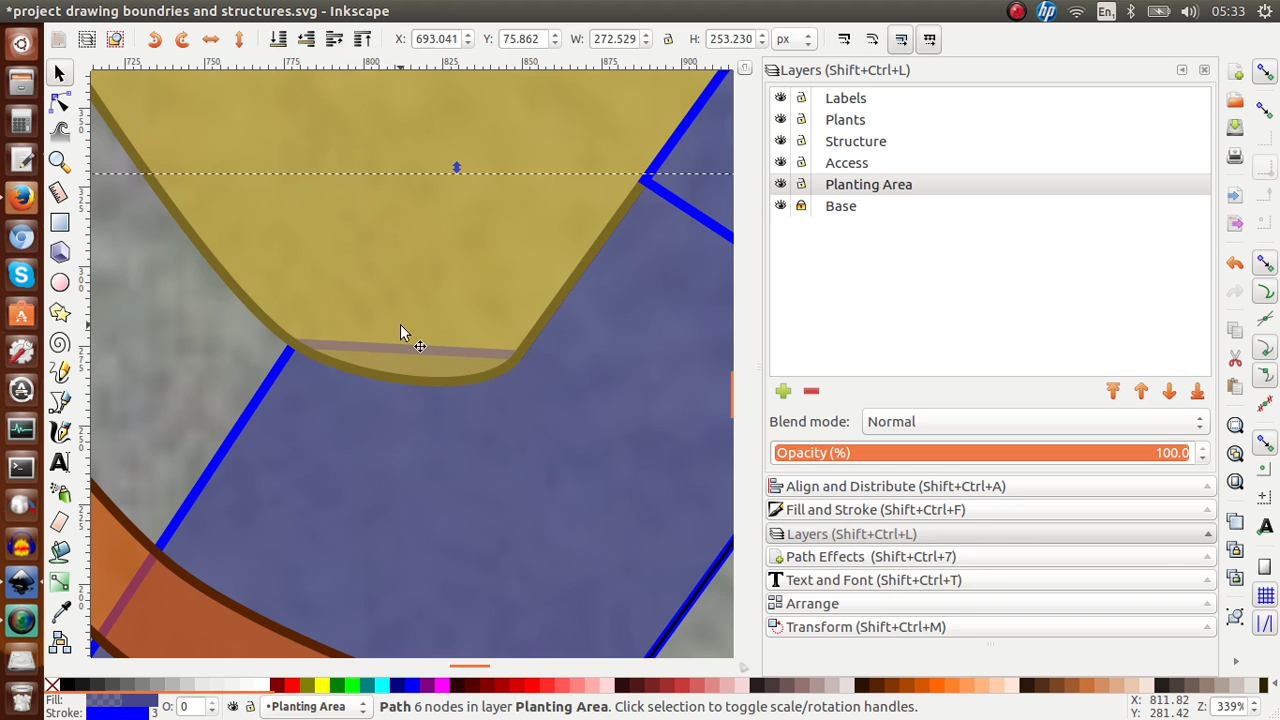 *project drawing boundries and structures.svg - Inkscape
En1
05:33
X: 693.041 Y: 75.862 W: 272.529 H: 253.230 px
725 750 775 800 825 850 875 900
Layers (Shift+Ctrl+L)
Labels
Plants
Structure
Access
Planting Area
Base
Blend mode: Normal
Opacity (%) 100.0
Align and Distribute (Shift+Ctrl+A)
Fill and Stroke (Shift+Ctrl+F)
Layers (Shift+Ctrl+L)
Path Effects (Shift+Ctrl+7)
Text and Font (Shift+Ctrl+T)
Arrange
Transform (Shift+Ctrl+M)
Fill:
Stroke: 3
O: 0
•Planting Area
Path 6 nodes in layer Planting Area. Click selection to toggle scale/rotation handles.
X: 811.82
Y: 281.42
Z: 339%